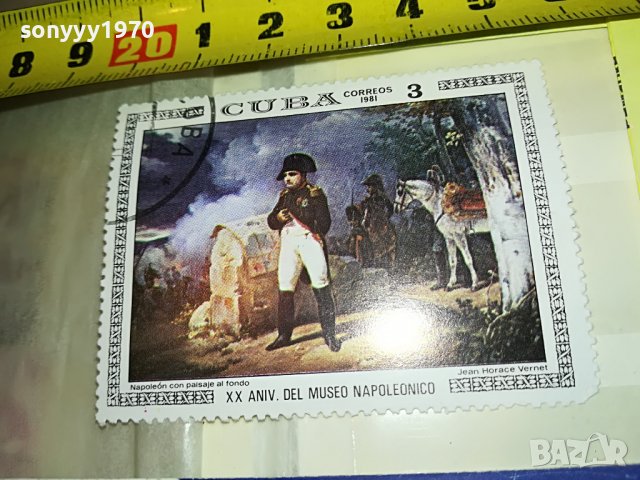 sonyyy1970
8 9 20 1 2 3 4 5
CUBA CORREOS 1981 3
BA *
Napoleón con paisaje al fondo
Jean Horace Vernet
XX ANIV. DEL MUSEO NAPOLEONICO
BAZAR